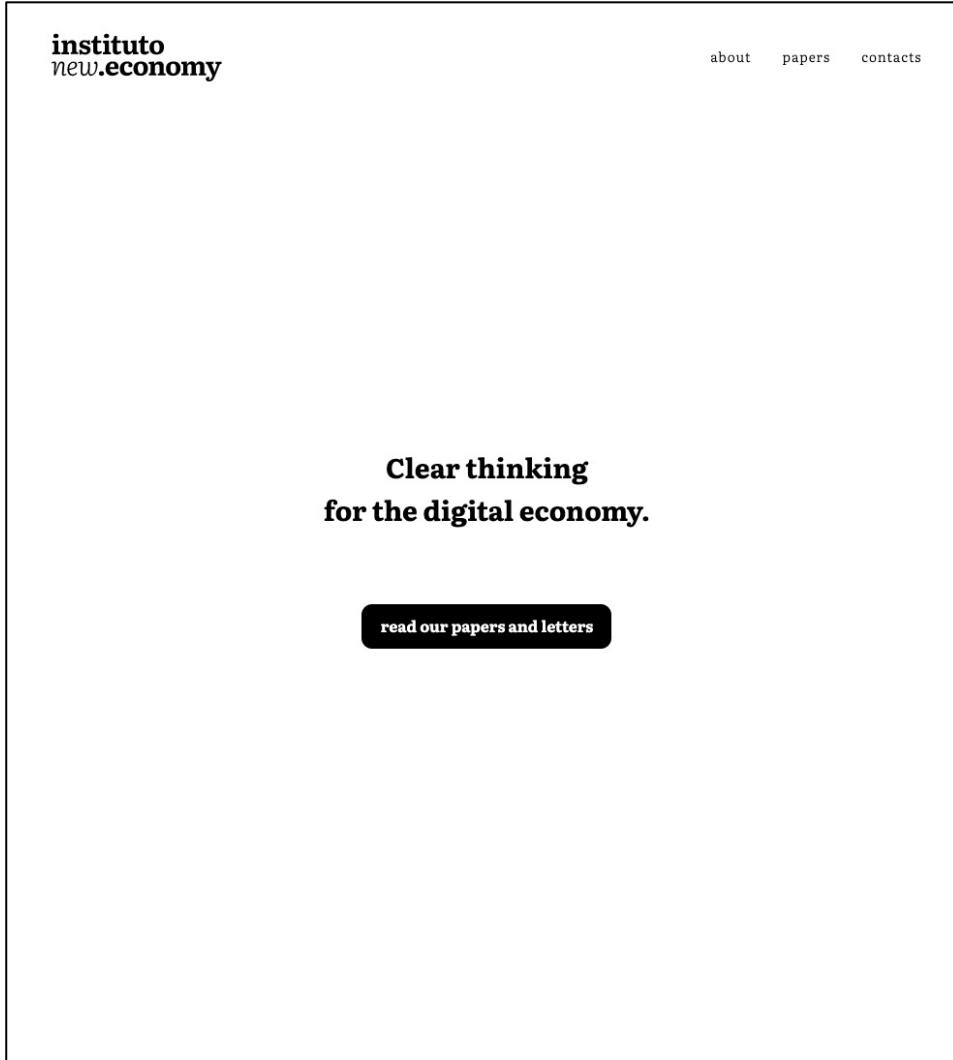 instituto
new.economy
about papers contacts
Clear thinking
for the digital economy.
read our papers and letters